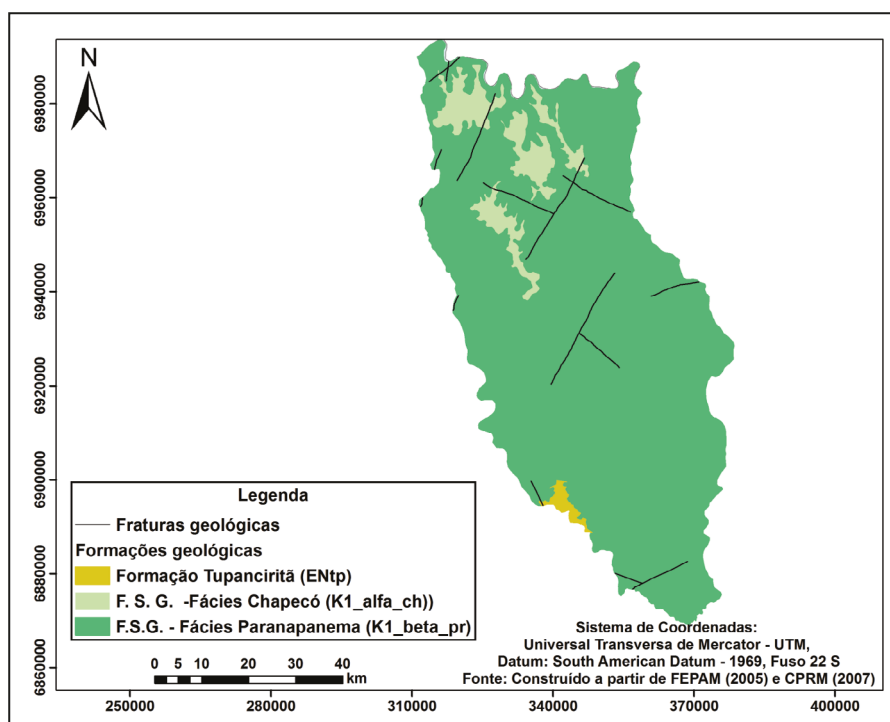 N
6980000
6960000
6940000
6920000
6900000
6880000
6860000
Legenda
Fraturas geológicas
Formações geológicas
Formação Tupanciritã (ENtp)
F. S. G. -Fácies Chapecó (K1_alfa_ch))
F.S.G. - Fácies Paranapanema (K1_beta_pr)
0 5 10 20 30 40
km
Sistema de Coordenadas:
Universal Transversa de Mercator - UTM,
Datum: South American Datum - 1969, Fuso 22 S
Fonte: Construído a partir de FEPAM (2005) e CPRM (2007)
250000 280000 310000 340000 370000 400000